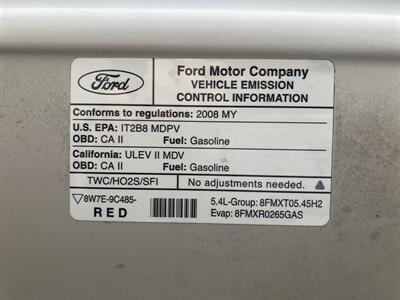 Ford
Ford Motor Company
VEHICLE EMISSION
CONTROL INFORMATION
Conforms to regulations: 2008 MY
U.S. EPA: IT2B8 MDPV
OBD: CA II Fuel: Gasoline
California: ULEV II MDV
OBD: CA II Fuel: Gasoline
TWC/HO2S/SFI No adjustments needed.
8W7E-9C485- 5.4L-Group: 8FMXT05.45H2
RED Evap: 8FMXR0265GAS